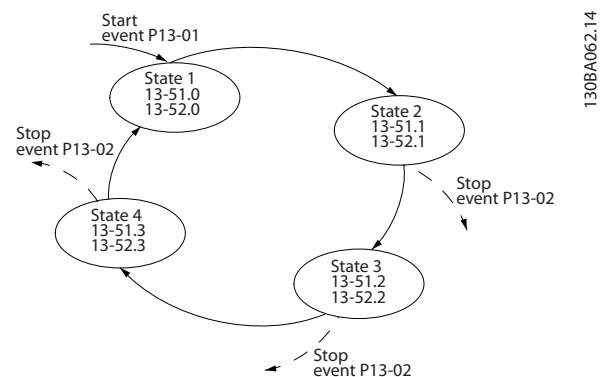 Start
event P13-01
State 1
13-51.0
13-52.0
State 2
13-51.1
13-52.1
Stop
event P13-02
State 3
13-51.2
13-52.2
Stop
event P13-02
State 4
13-51.3
13-52.3
Stop
event P13-02
130BA062.14